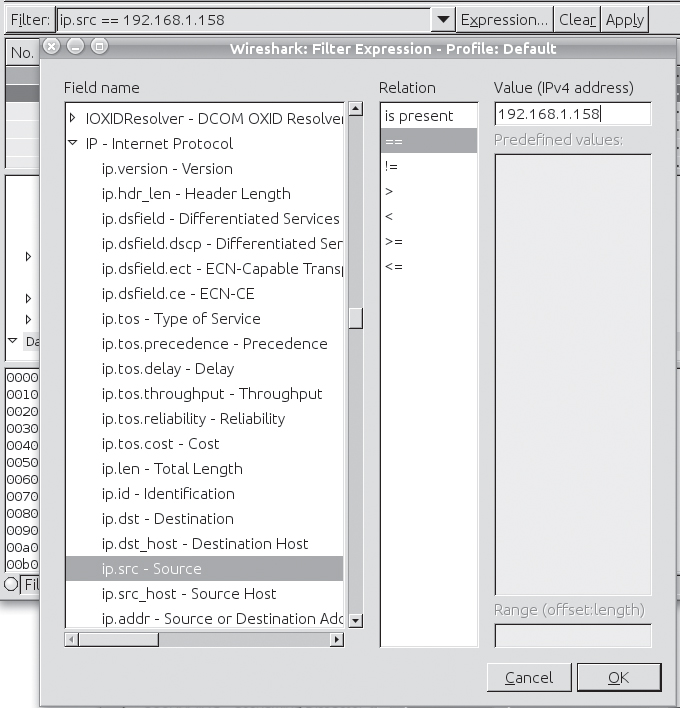 Filter: ip.src == 192.168.1.158 Expression... Clear Apply
No. Wireshark: Filter Expression - Profile: Default
Field name
IOXIDResolver - DCOM OXID Resolver
IP - Internet Protocol
ip.version - Version
ip.hdr_len - Header Length
ip.dsfield - Differentiated Services
ip.dsfield.dscp - Differentiated Ser
ip.dsfield.ect - ECN-Capable Transp
ip.dsfield.ce - ECN-CE
ip.tos - Type of Service
ip.tos.precedence - Precedence
ip.tos.delay - Delay
ip.tos.throughput - Throughput
ip.tos.reliability - Reliability
ip.tos.cost - Cost
ip.len - Total Length
ip.id - Identification
ip.dst - Destination
ip.dst_host - Destination Host
ip.src - Source
ip.src_host - Source Host
ip.addr - Source or Destination Add
Relation
is present
==
!=
>
<
>=
<=
Value (IPv4 address)
192.168.1.158
Predefined values:
Range (offset:length)
Cancel OK
Da
0000
0010
0020
0030
0040
0050
0060
0070
0080
0090
00a0
00b0
Fil